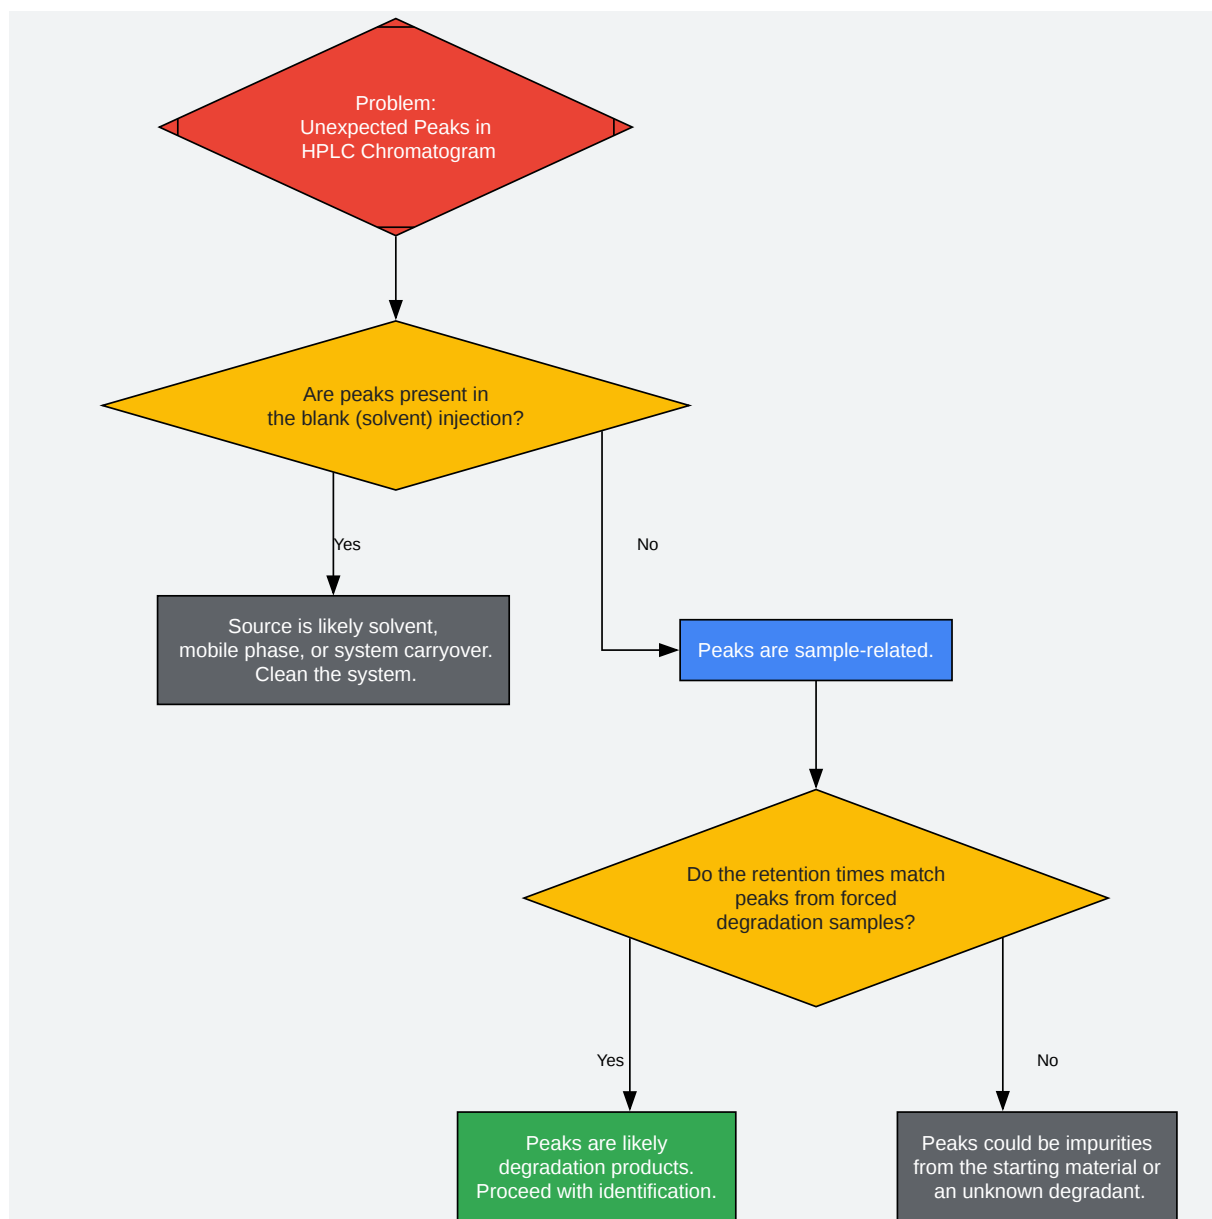 Problem:
Unexpected Peaks in
HPLC Chromatogram
Are peaks present in
the blank (solvent) injection?
Yes
No
Source is likely solvent,
mobile phase, or system carryover.
Clean the system.
Peaks are sample-related.
Do the retention times match
peaks from forced
degradation samples?
Yes
No
Peaks are likely
degradation products.
Proceed with identification.
Peaks could be impurities
from the starting material or
an unknown degradant.